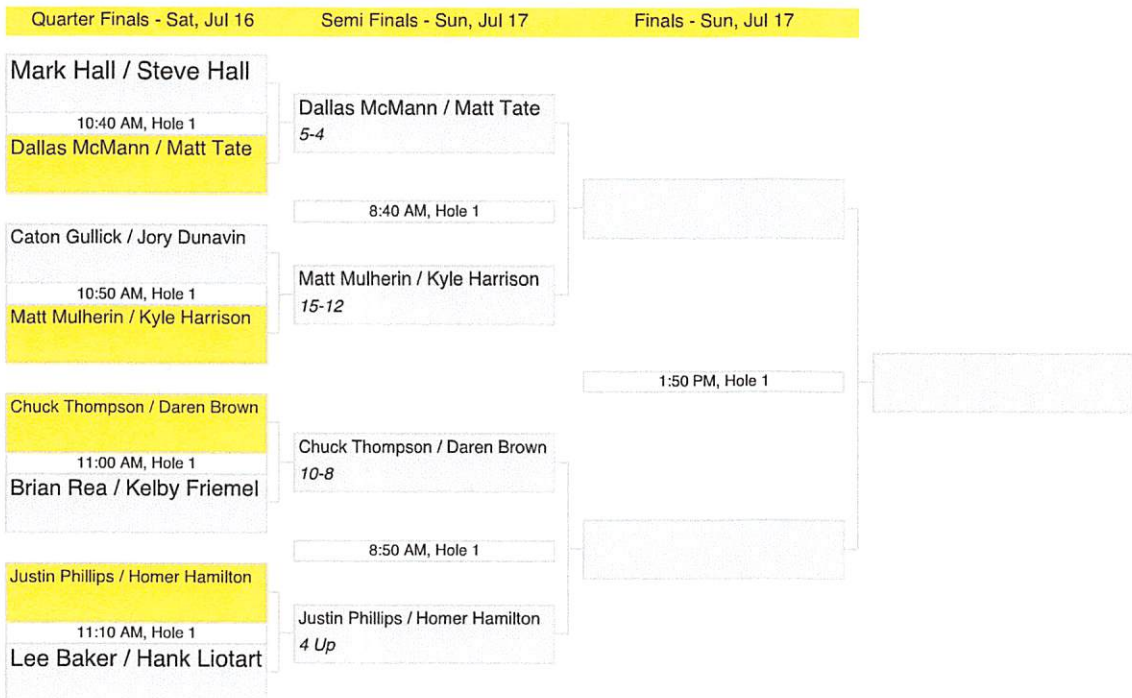 Quarter Finals - Sat, Jul 16
Semi Finals - Sun, Jul 17
Finals - Sun, Jul 17
Mark Hall / Steve Hall
10:40 AM, Hole 1
Dallas McMann / Matt Tate
Caton Gullick / Jory Dunavin
10:50 AM, Hole 1
Matt Mulherin / Kyle Harrison
Chuck Thompson / Daren Brown
11:00 AM, Hole 1
Brian Rea / Kelby Friemel
Justin Phillips / Homer Hamilton
11:10 AM, Hole 1
Lee Baker / Hank Liotart
Dallas McMann / Matt Tate
5-4
8:40 AM, Hole 1
Matt Mulherin / Kyle Harrison
15-12
Chuck Thompson / Daren Brown
10-8
8:50 AM, Hole 1
Justin Phillips / Homer Hamilton
4 Up
1:50 PM, Hole 1